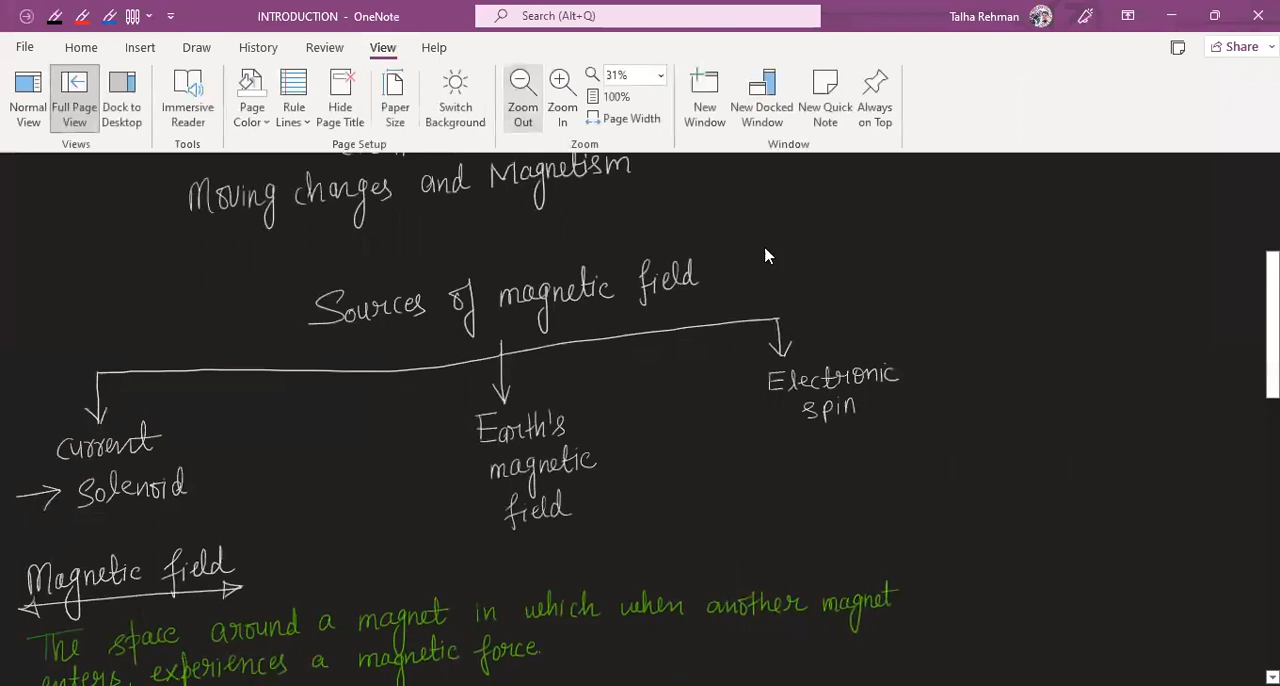 INTRODUCTION - OneNote
Search (Alt+Q)
Talha Rehman
File Home Insert Draw History Review View Help
Share
Normal View
Full Page View
Dock to Desktop
Immersive Reader
Page Color
Rule Lines
Hide Page Title
Paper Size
Switch Background
Zoom Out
Zoom In
31%
100%
Page Width
New Window
New Docked Window
New Quick Note
Always on Top
Views Tools Page Setup Zoom Window
Moving changes and Magnetism
Sources of magnetic field
Current
→ Solenoid
Earth's
magnetic
field
Electronic
spin
Magnetic field
The space around a magnet in which when another magnet
enters, experiences a magnetic force.